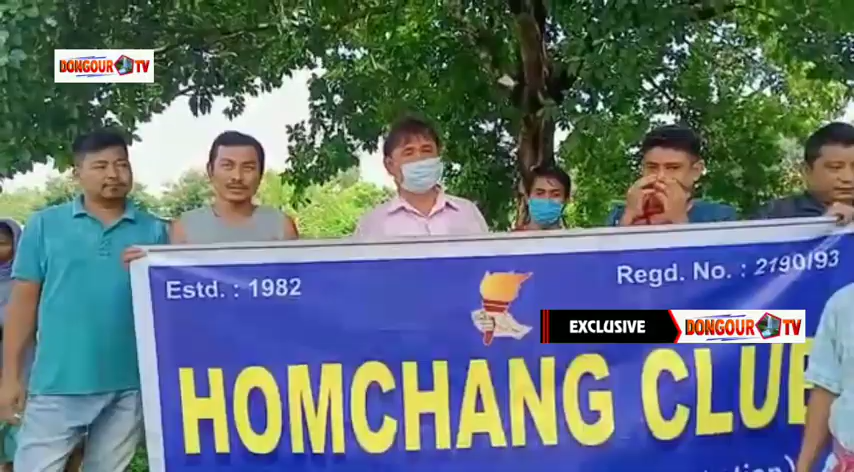 DONGOUR TV
Estd. : 1982
Regd. No. : 2190/93
EXCLUSIVE
DONGOUR TV
HOMCHANG CLUB